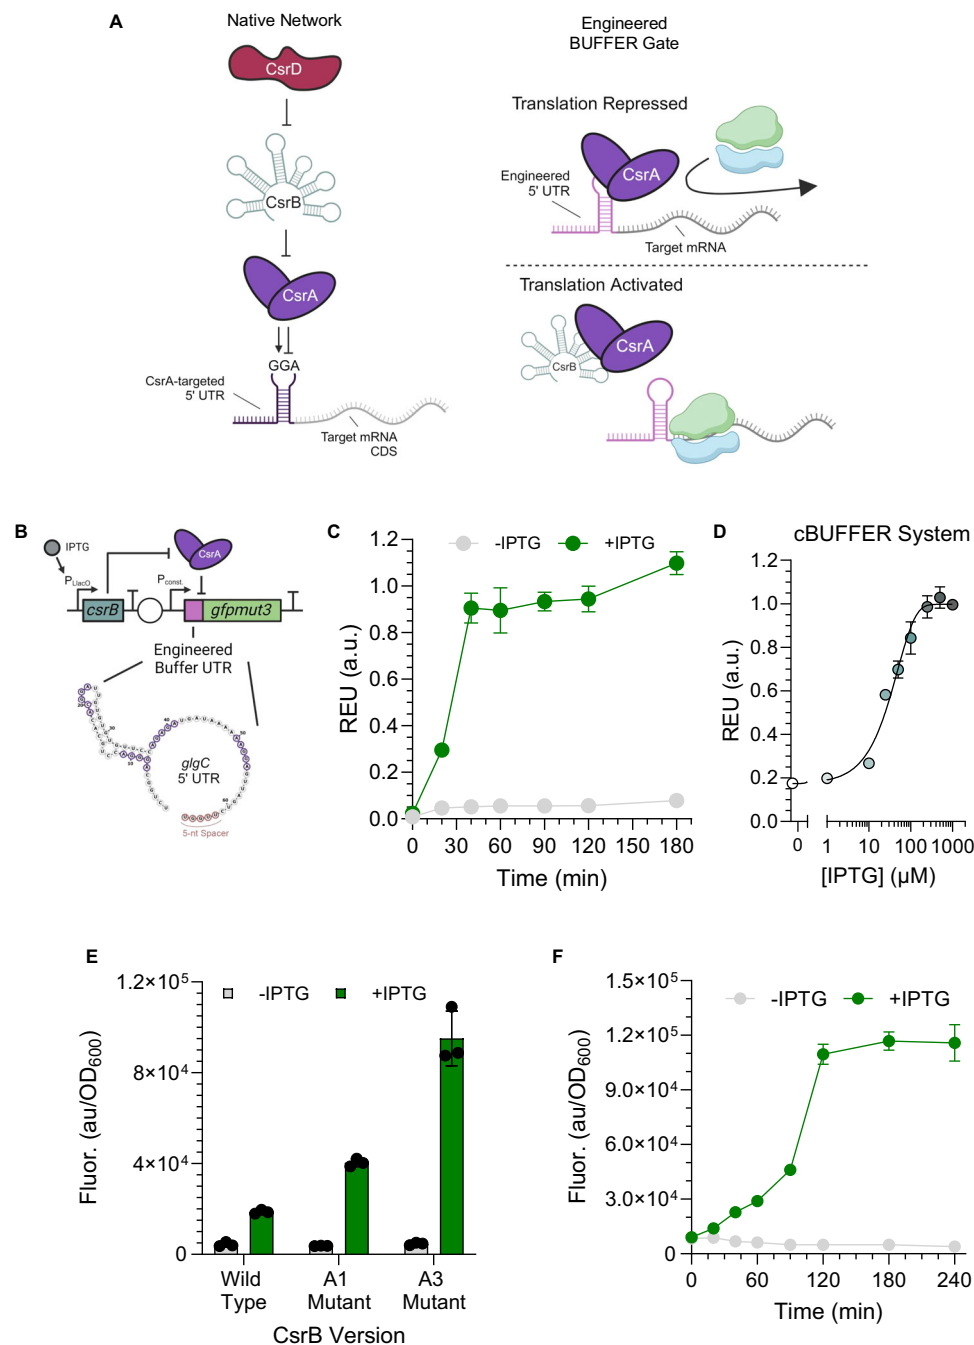 A
Native Network
Engineered
BUFFER Gate
CsrD
CsrB
CsrA
GGA
CsrA-targeted
5' UTR
Target mRNA
CDS
Translation Repressed
CsrA
Engineered
5' UTR
Target mRNA
Translation Activated
CsrA
CsrB
B
IPTG
PLlacO
CsrA
Pconst.
csrB
gfpmut3
Engineered
Buffer UTR
glgC
5' UTR
5-nt Spacer
C
-IPTG
+IPTG
1.2
1.0
0.8
0.6
0.4
0.2
0.0
REU (a.u.)
0 30 60 90 120 150 180
Time (min)
D
cBUFFER System
1.2
1.0
0.8
0.6
0.4
0.2
0.0
REU (a.u.)
0 1 10 100 1000
[IPTG] (µM)
E
-IPTG
+IPTG
1.2×10⁵
8×10⁴
4×10⁴
0
Fluor. (au/OD600)
Wild
Type
A1
Mutant
A3
Mutant
CsrB Version
F
-IPTG
+IPTG
1.5×10⁵
1.2×10⁵
9.0×10⁴
6.0×10⁴
3.0×10⁴
0
Fluor. (au/OD600)
0 60 120 180 240
Time (min)